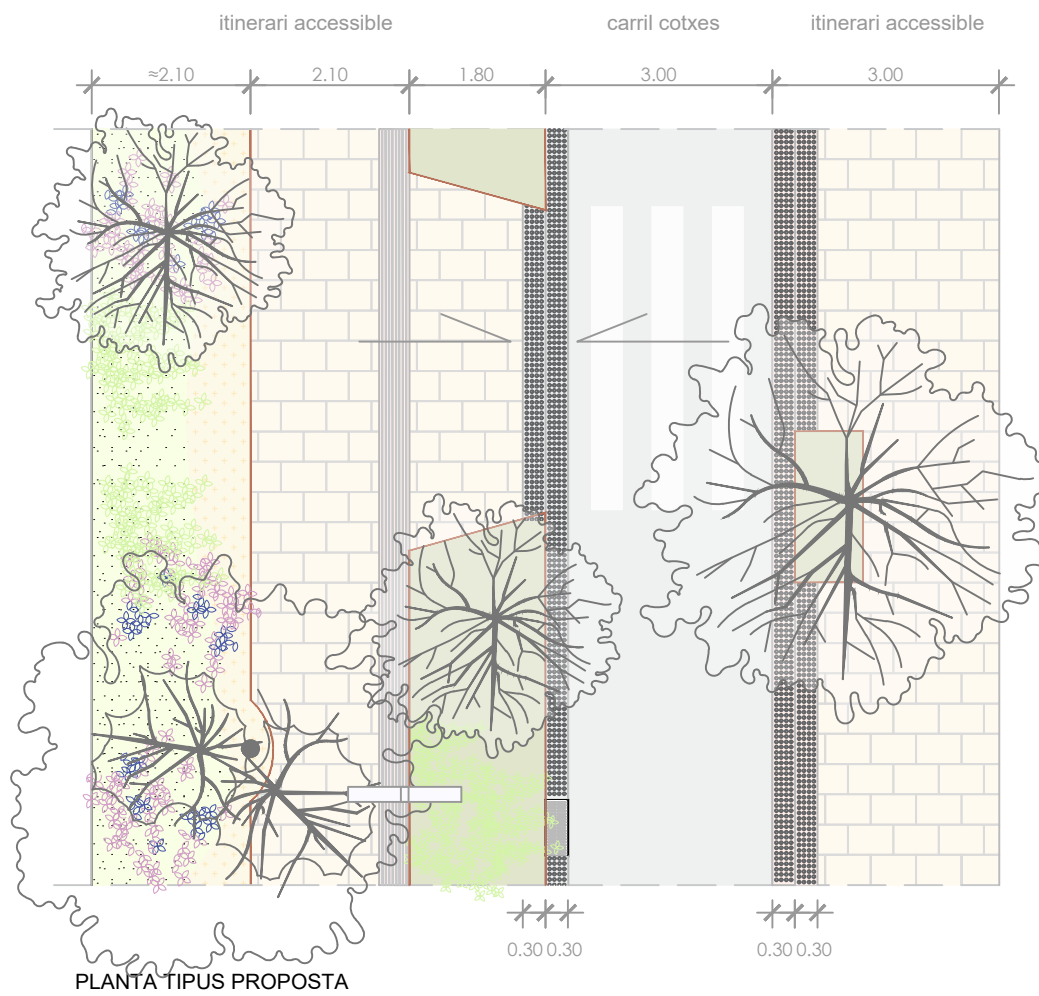 itinerari accessible carril cotxes itinerari accessible
≈2.10 2.10 1.80 3.00 3.00
0.30 0.30 0.30 0.30
PLANTA TIPUS PROPOSTA